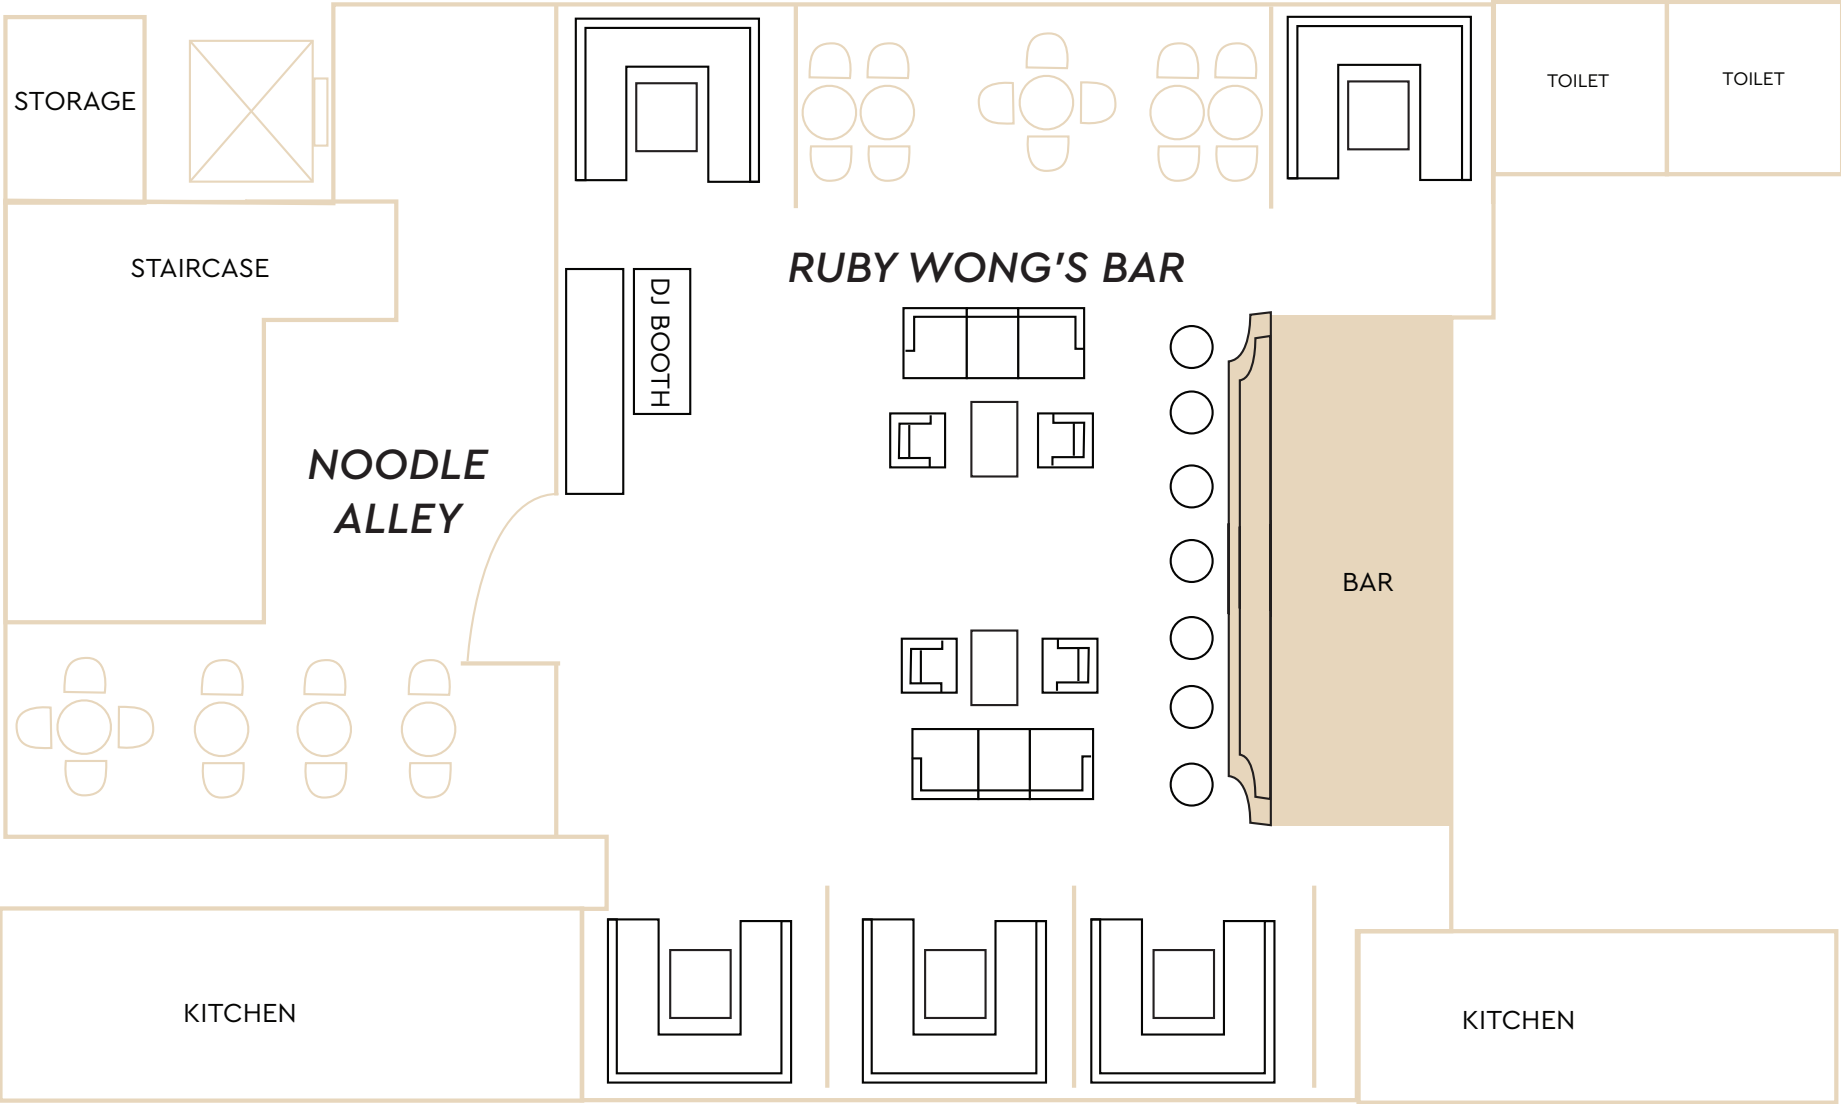 STORAGE
TOILET
TOILET
STAIRCASE
RUBY WONG'S BAR
DJ BOOTH
NOODLE
ALLEY
BAR
KITCHEN
KITCHEN